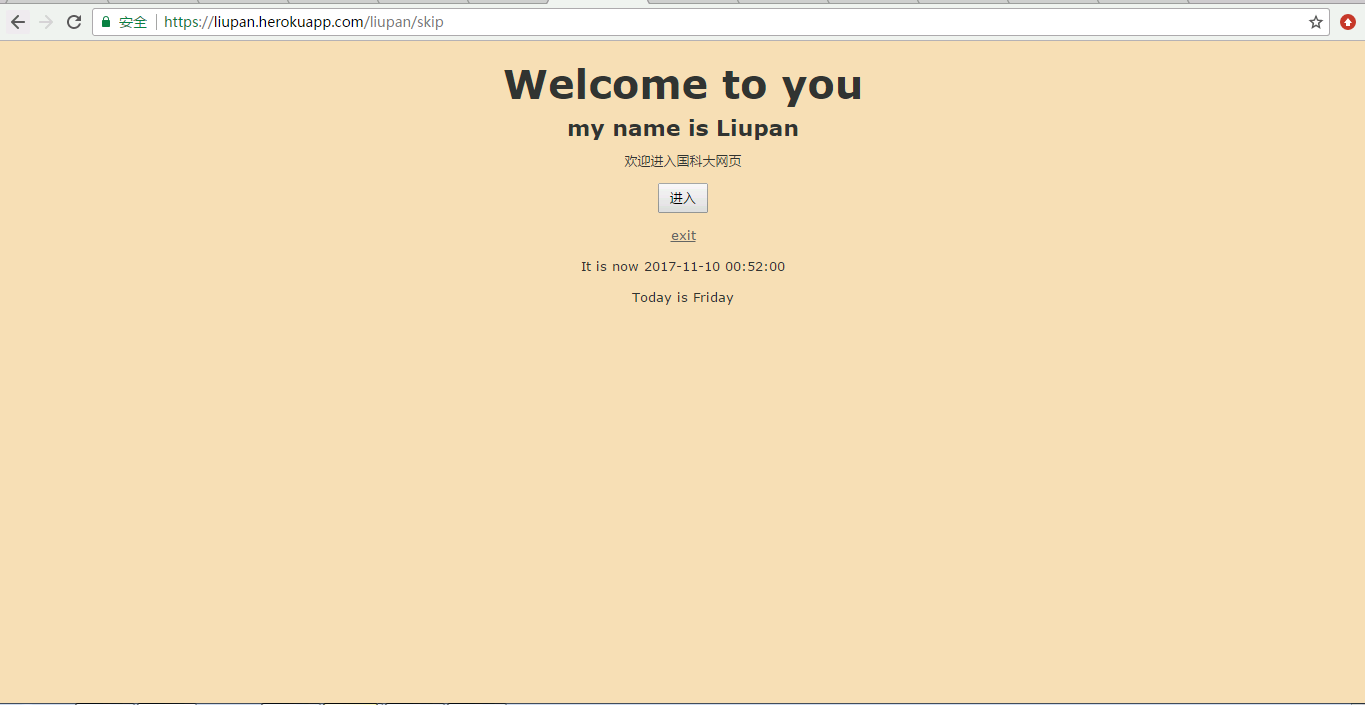 安全 https://liupan.herokuapp.com/liupan/skip
Welcome to you
my name is Liupan
欢迎进入国科大网页
进入
exit
It is now 2017-11-10 00:52:00
Today is Friday